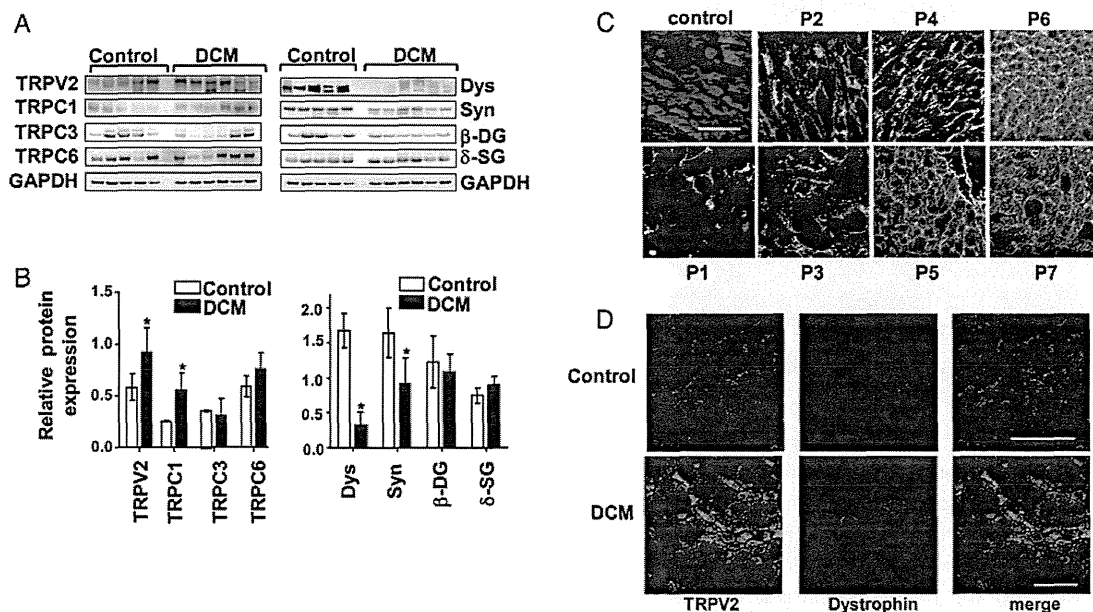 A
Control DCM
TRPV2
TRPC1
TRPC3
TRPC6
GAPDH
Control DCM
Dys
Syn
β-DG
δ-SG
GAPDH
B
Relative protein expression
1.5
1.0
0.5
0.0
Control
DCM
*
*
TRPV2
TRPC1
TRPC3
TRPC6
2.0
1.5
1.0
0.5
0.0
Control
DCM
*
*
Dys
Syn
β-DG
δ-SG
C
control P2 P4 P6
P1 P3 P5 P7
D
Control
DCM
TRPV2 Dystrophin merge